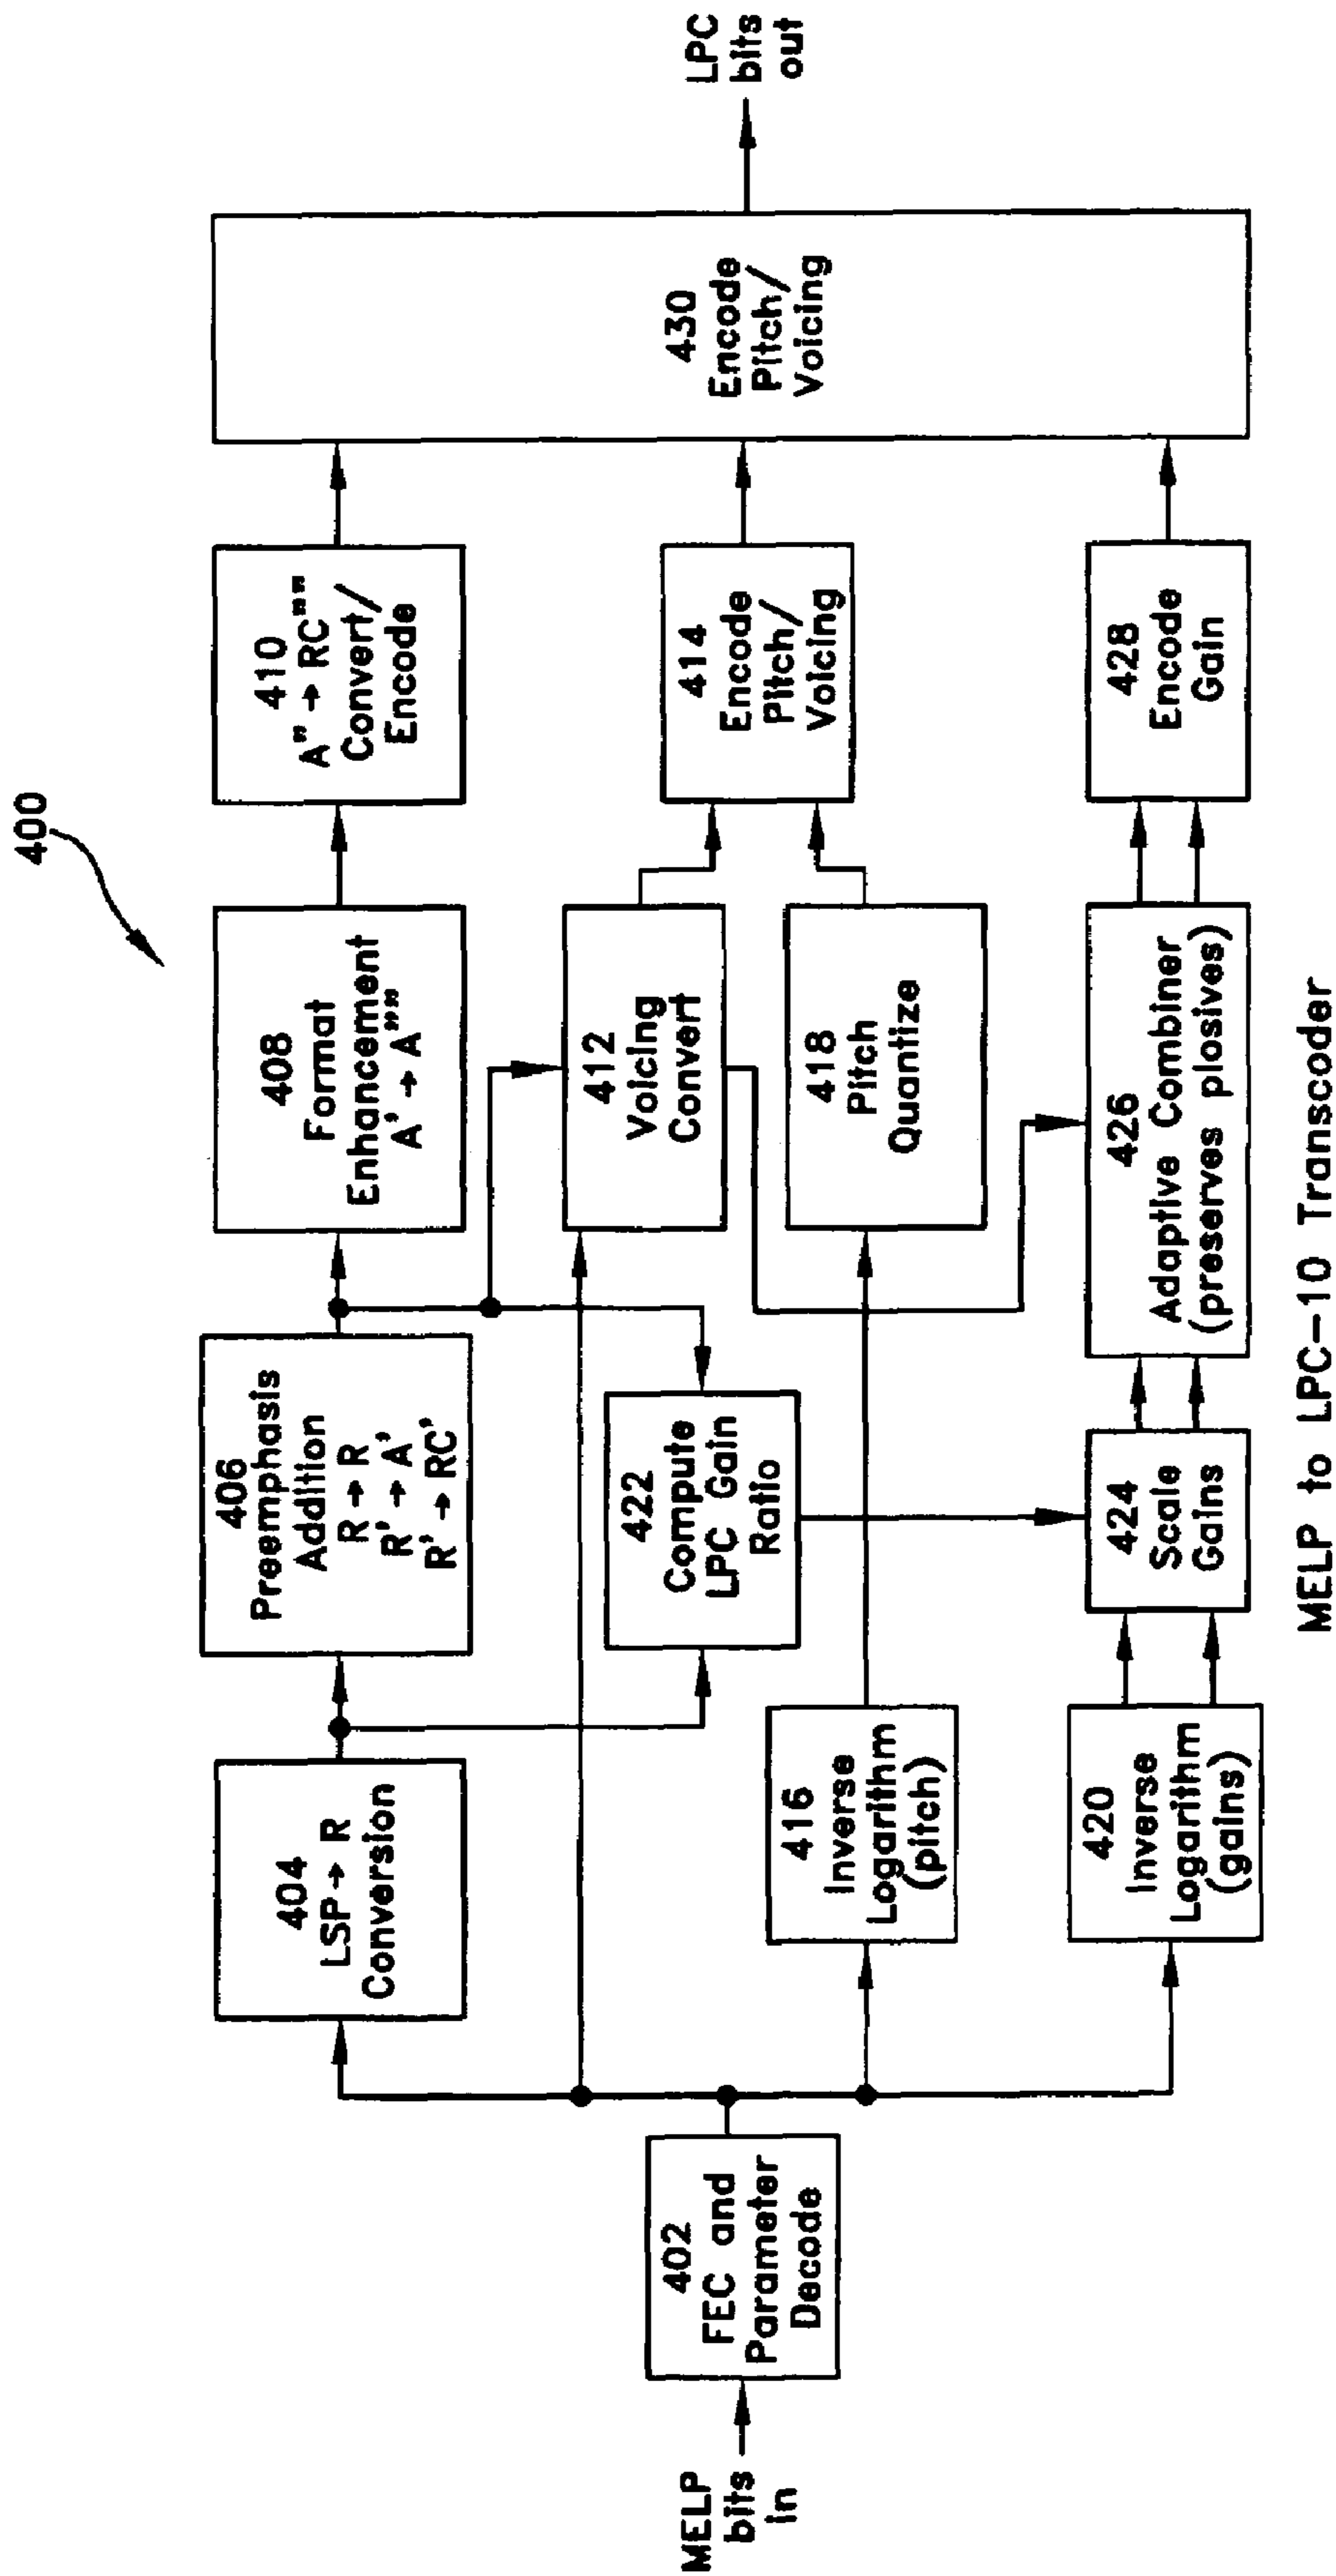 400
MELP
bits
in
402
FEC and
Parameter
Decode
404
LSP→ R
Conversion
406
Preemphasis
Addition
R → R
R' → A'
R' → RC'
408
Format
Enhancement
A' → A"'
410
A" → RC""
Convert/
Encode
422
Compute
LPC Gain
Ratio
412
Voicing
Convert
414
Encode
Pitch/
Voicing
416
Inverse
Logarithm
(pitch)
418
Pitch
Quantize
420
Inverse
Logarithm
(gains)
424
Scale
Gains
426
Adaptive Combiner
(preserves plosives)
428
Encode
Gain
430
Encode
Pitch/
Voicing
LPC
bits
out
MELP to LPC-10 Transcoder